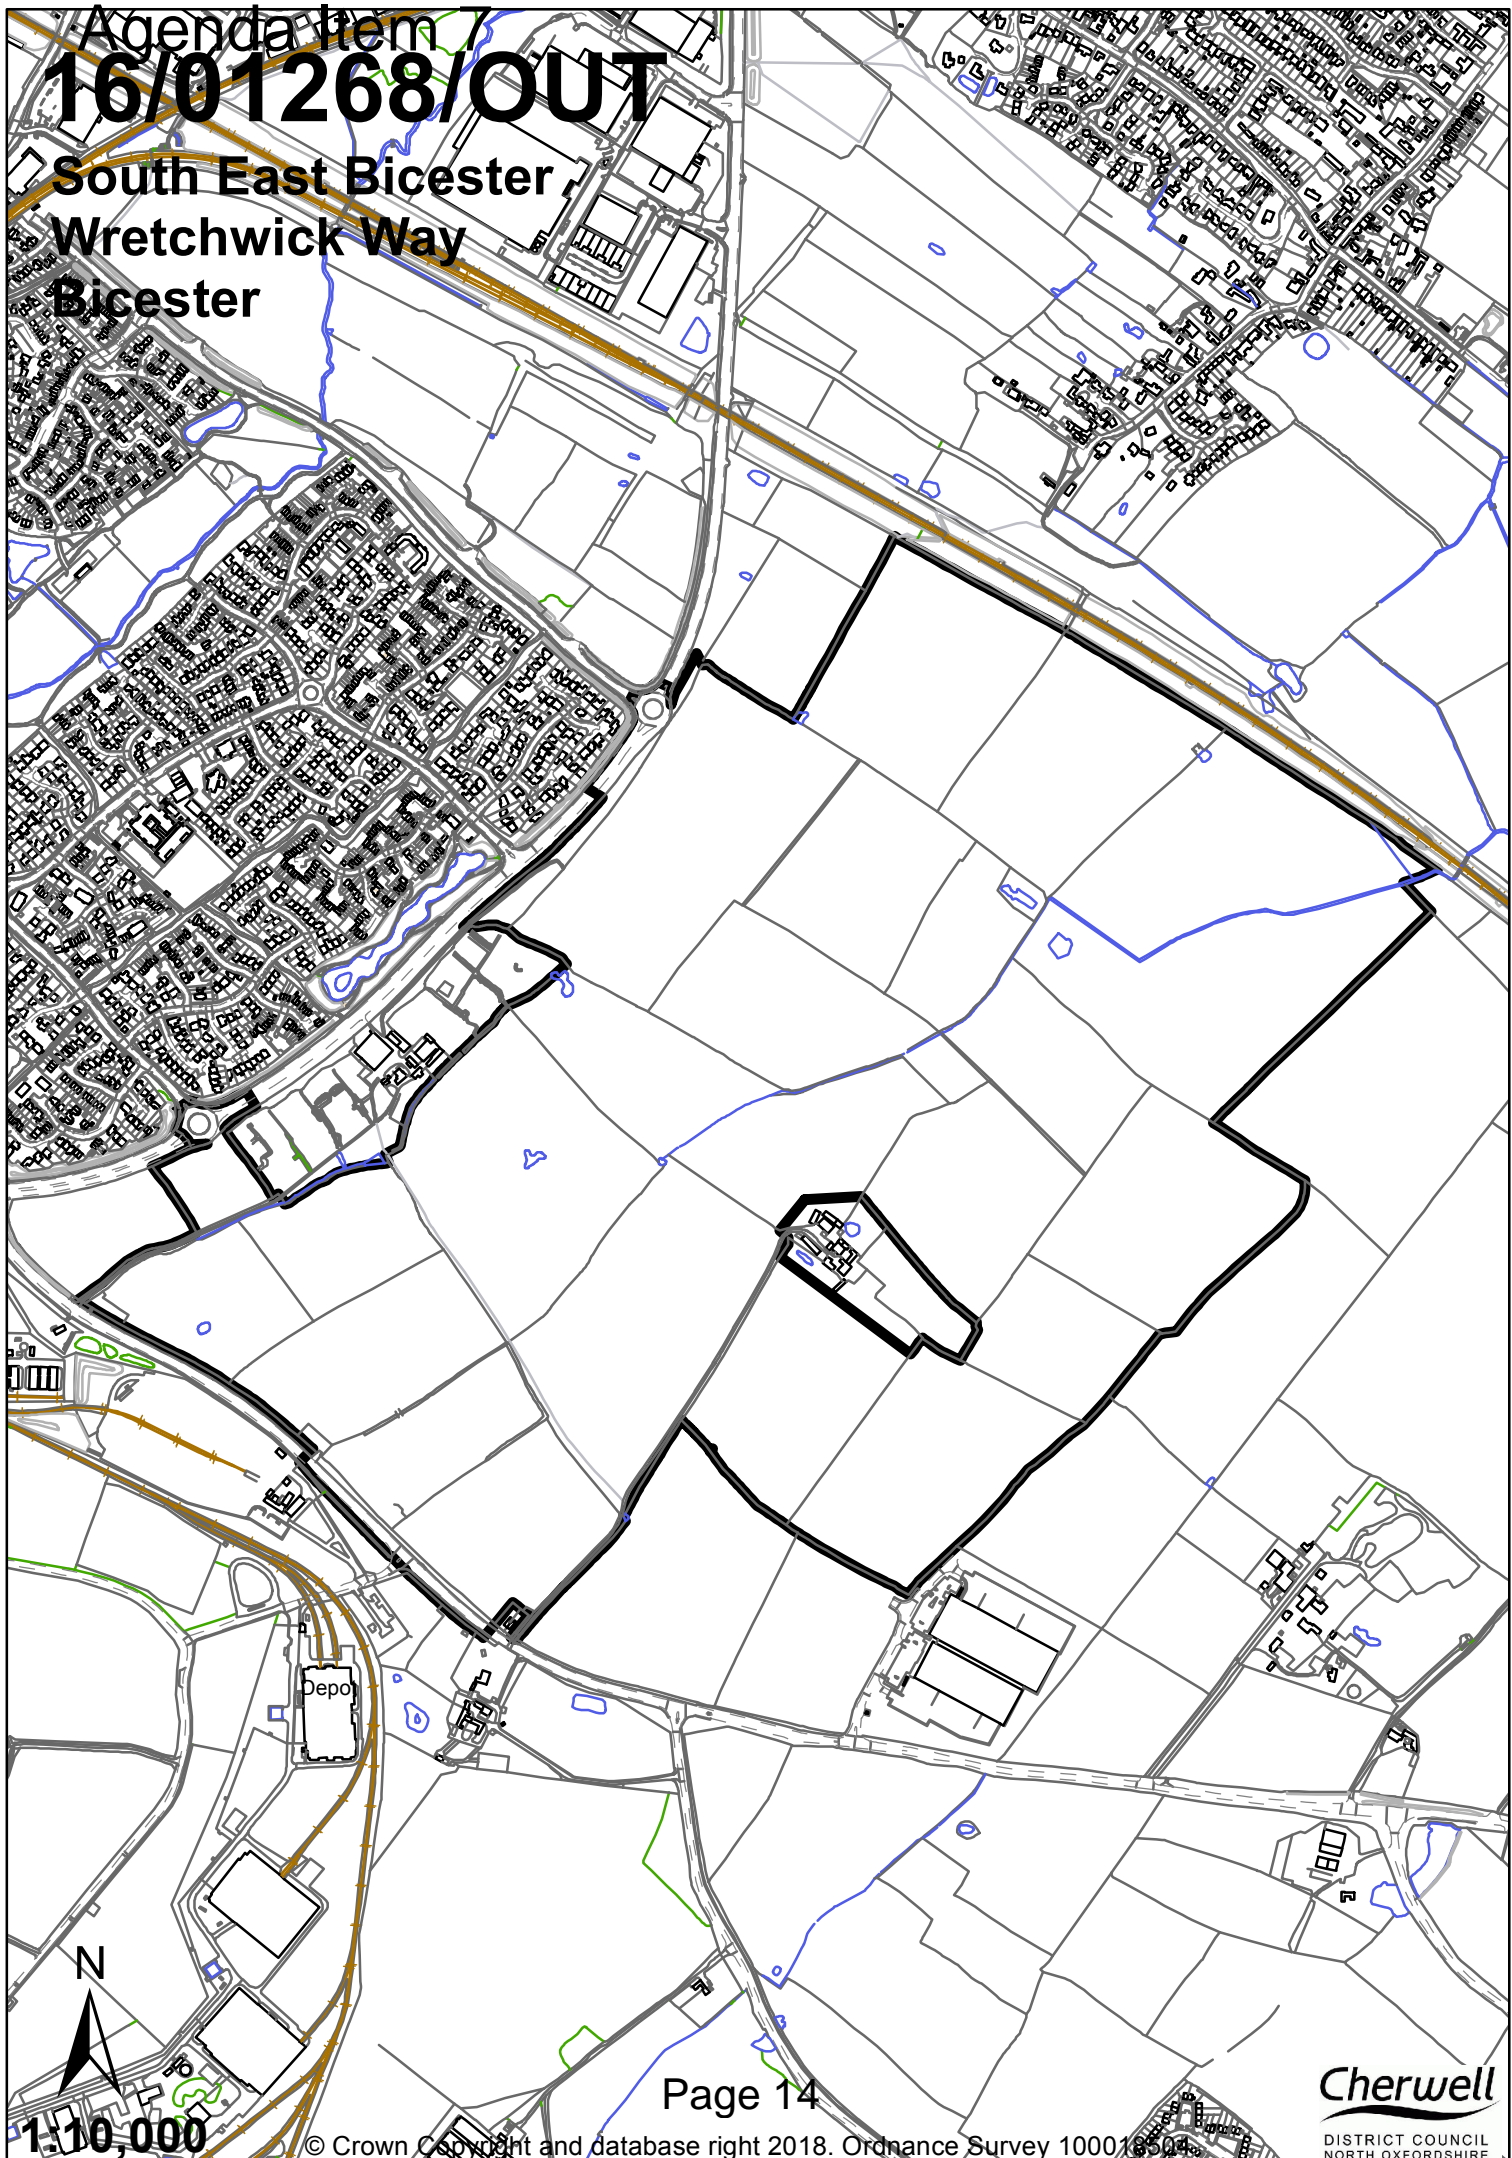 Agenda Item 7
16/01268/OUT
South East Bicester
Wretchwick Way
Bicester
Depot
N
1:10,000
Page 14
© Crown Copyright and database right 2018. Ordnance Survey 100018504
Cherwell
DISTRICT COUNCIL
NORTH OXFORDSHIRE